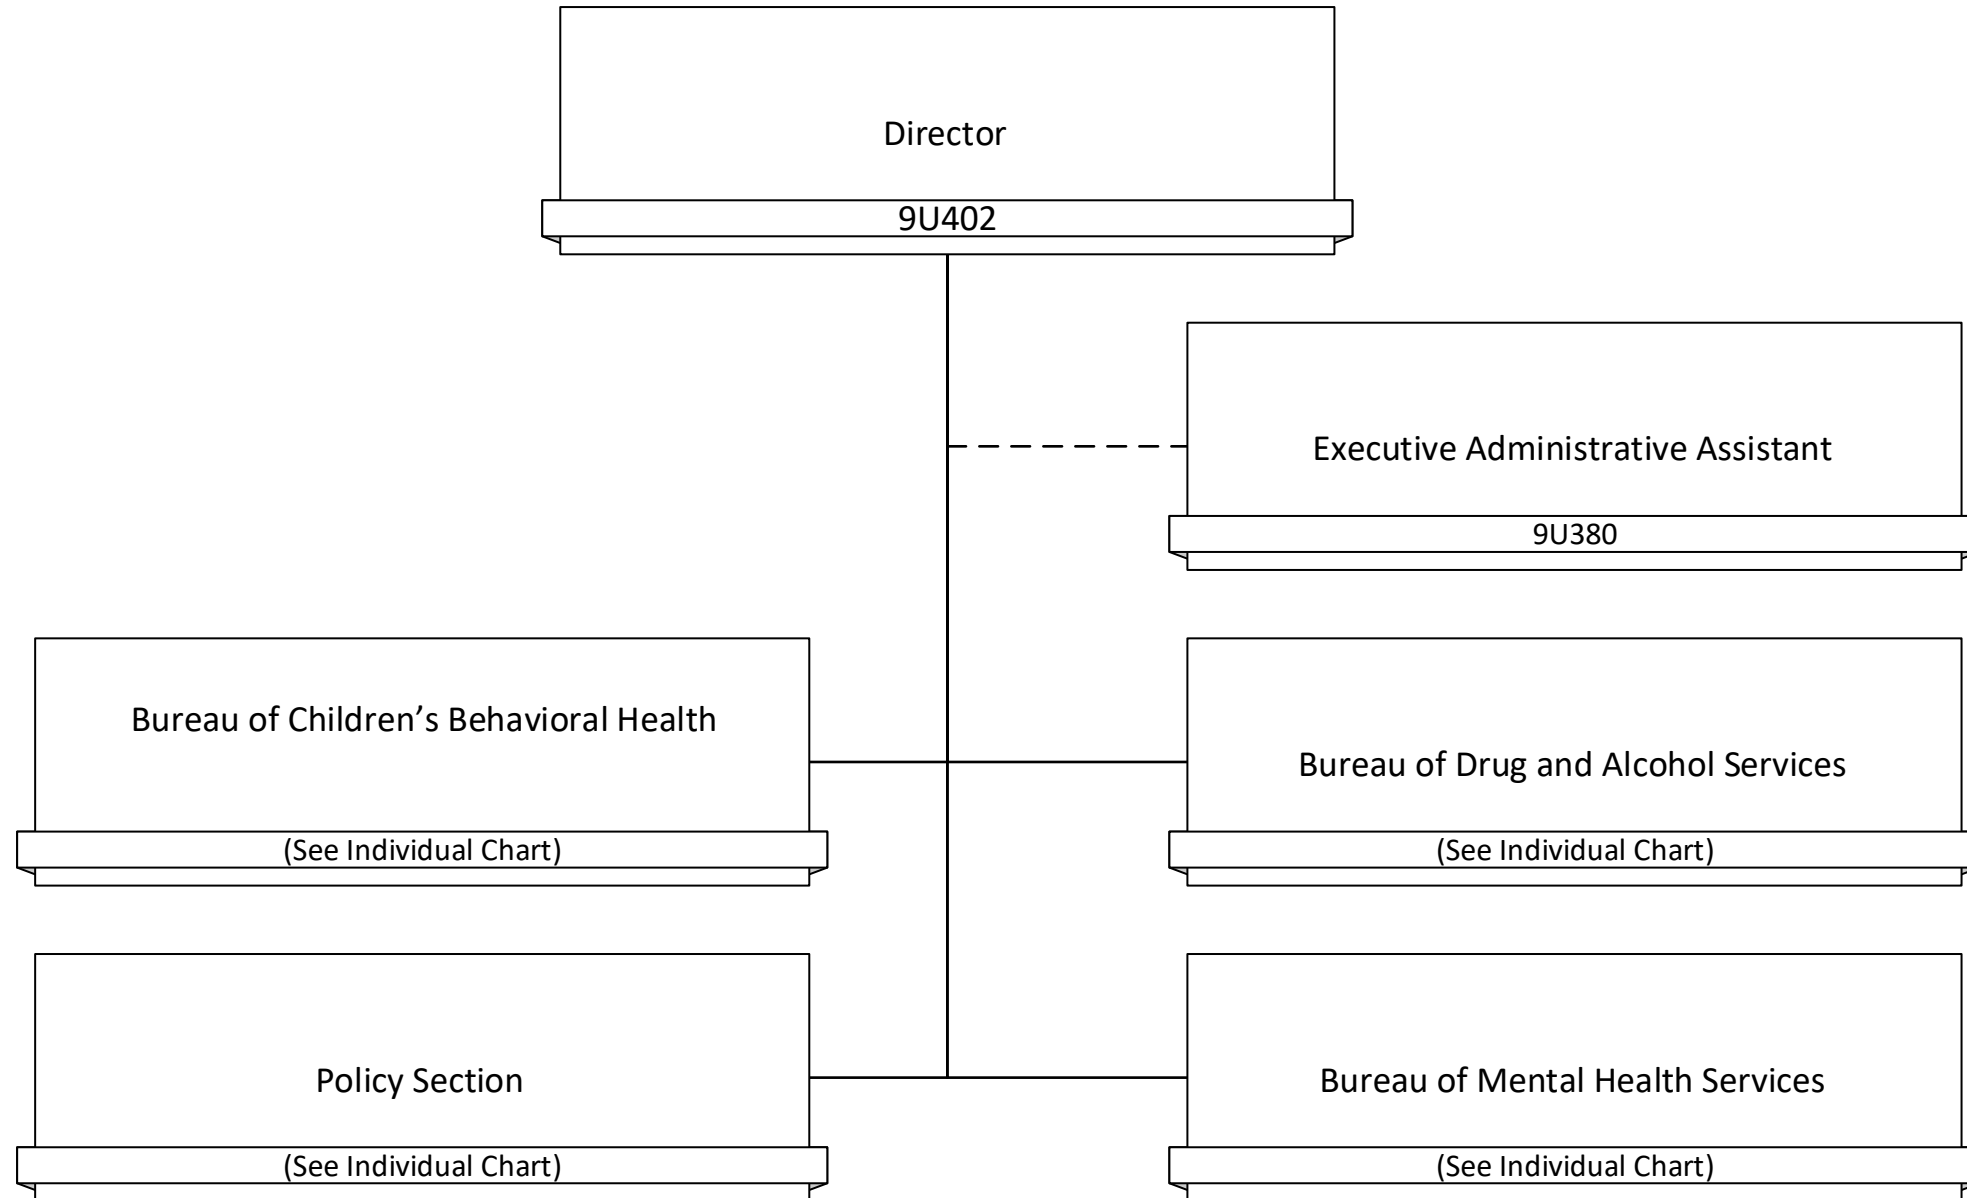 Director
9U402
Executive Administrative Assistant
9U380
Bureau of Children’s Behavioral Health
(See Individual Chart)
Bureau of Drug and Alcohol Services
(See Individual Chart)
Policy Section
(See Individual Chart)
Bureau of Mental Health Services
(See Individual Chart)